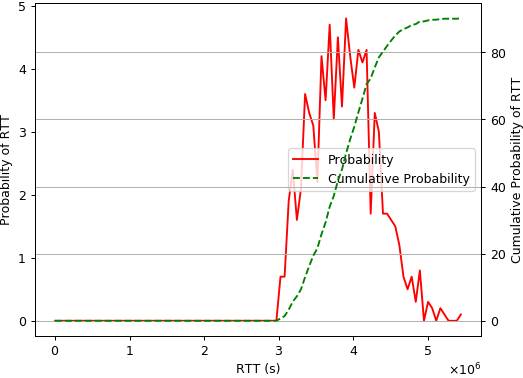 Probability of RTT
5
4
3
2
1
0
80
60
40
20
0
Cumulative Probability of RTT
Probability
Cumulative Probability
0 1 2 3 4 5
RTT (s)
×10⁶